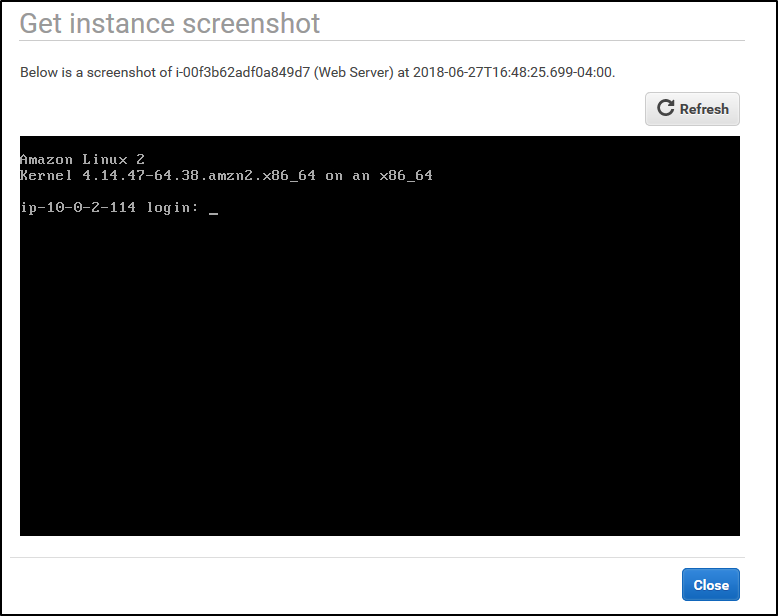 Get instance screenshot
Below is a screenshot of i-00f3b62adf0a849d7 (Web Server) at 2018-06-27T16:48:25.699-04:00.
Refresh
Amazon Linux 2
Kernel 4.14.47-64.38.amzn2.x86_64 on an x86_64
ip-10-0-2-114 login: _
Close